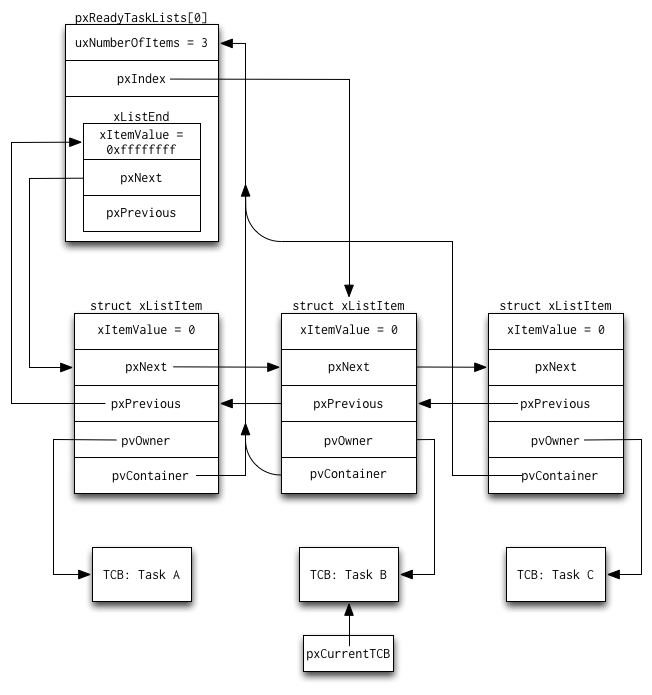 pxReadyTaskLists[0]
uxNumberOfItems = 3
pxIndex
xListEnd
xItemValue =
0xffffffff
pxNext
pxPrevious
struct xListItem
xItemValue = 0
pxNext
pxPrevious
pvOwner
pvContainer
struct xListItem
xItemValue = 0
pxNext
pxPrevious
pvOwner
pvContainer
struct xListItem
xItemValue = 0
pxNext
pxPrevious
pvOwner
pvContainer
TCB: Task A
TCB: Task B
TCB: Task C
pxCurrentTCB